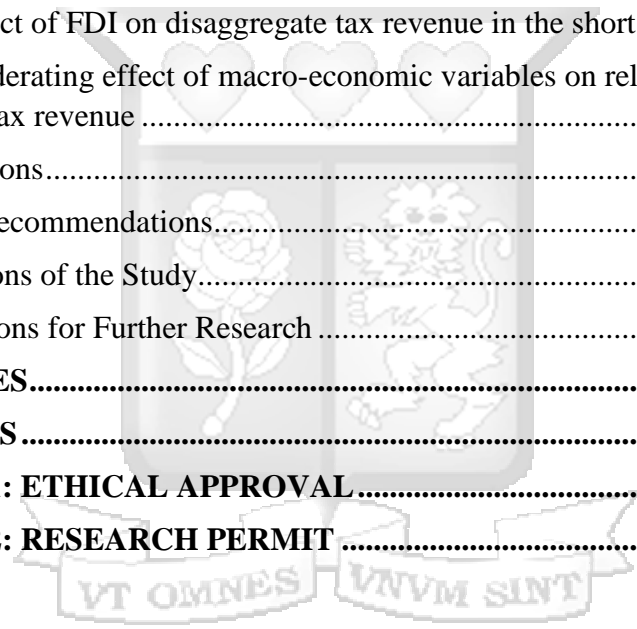 ct of FDI on disaggregate tax revenue in the short
derating effect of macro-economic variables on rel
ax revenue ..........................................................
ons..........................................................................
ecommendations..................................................
ons of the Study....................................................
ons for Further Research .....................................
ES............................................................................
S .............................................................................
: ETHICAL APPROVAL....................................
: RESEARCH PERMIT ......................................
VT OMNES VNVM SINT